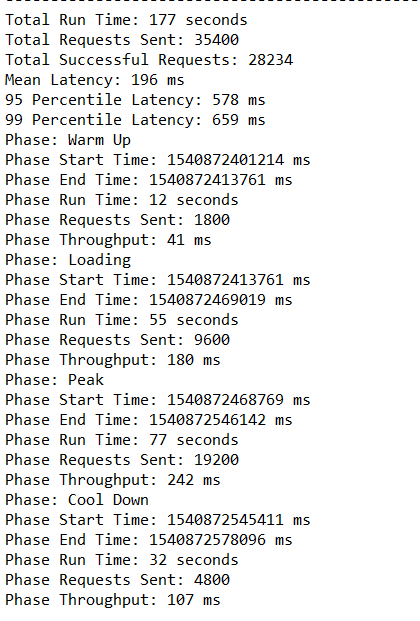 Total Run Time: 177 seconds
Total Requests Sent: 35400
Total Successful Requests: 28234
Mean Latency: 196 ms
95 Percentile Latency: 578 ms
99 Percentile Latency: 659 ms
Phase: Warm Up
Phase Start Time: 1540872401214 ms
Phase End Time: 1540872413761 ms
Phase Run Time: 12 seconds
Phase Requests Sent: 1800
Phase Throughput: 41 ms
Phase: Loading
Phase Start Time: 1540872413761 ms
Phase End Time: 1540872469019 ms
Phase Run Time: 55 seconds
Phase Requests Sent: 9600
Phase Throughput: 180 ms
Phase: Peak
Phase Start Time: 1540872468769 ms
Phase End Time: 1540872546142 ms
Phase Run Time: 77 seconds
Phase Requests Sent: 19200
Phase Throughput: 242 ms
Phase: Cool Down
Phase Start Time: 1540872545411 ms
Phase End Time: 1540872578096 ms
Phase Run Time: 32 seconds
Phase Requests Sent: 4800
Phase Throughput: 107 ms